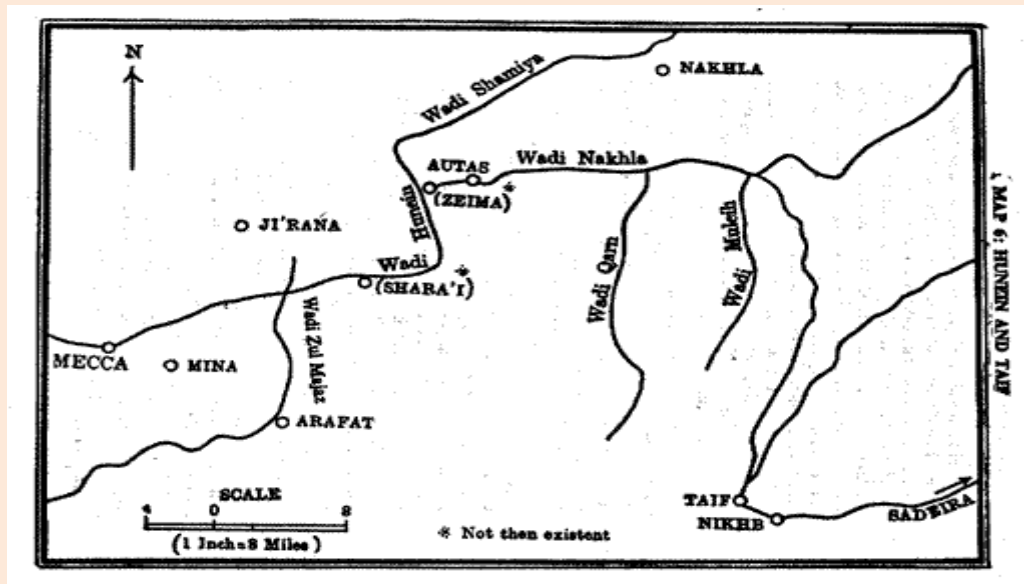 N
Wadi Shamiya
NAKHLA
AUTAS
Wadi Nakhla
(ZEIMA)*
Hunein
JI'RANA
Wadi
(SHARA'I)*
Wadi Qarn
Wadi Muleih
MECCA
MINA
Wadi Zul Majaz
ARAFAT
SCALE
4 0 8
(1 Inch=8 Miles)
* Not then existent
TAIF
NIKHB
SADEIRA
MAP 6: HUNEIN AND TAIF